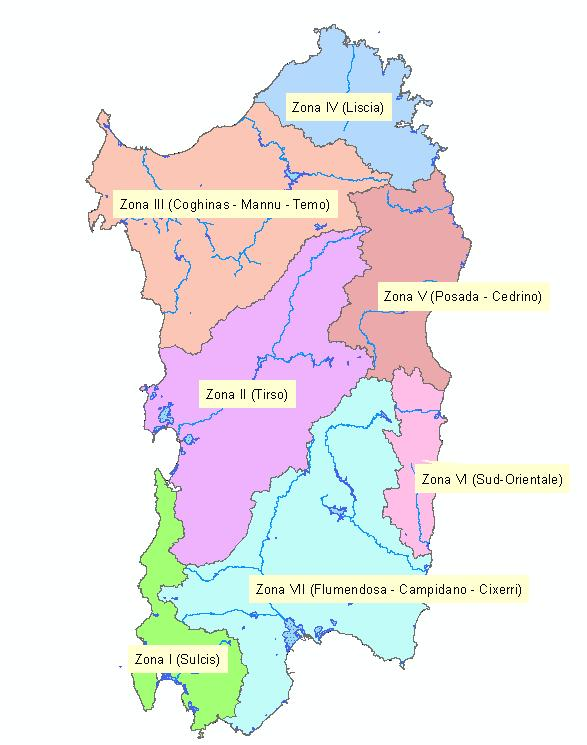 Zona IV (Liscia)
Zona III (Coghinas - Mannu - Temo)
Zona V (Posada - Cedrino)
Zona II (Tirso)
Zona VI (Sud-Orientale)
Zona VII (Flumendosa - Campidano - Cixerri)
Zona I (Sulcis)